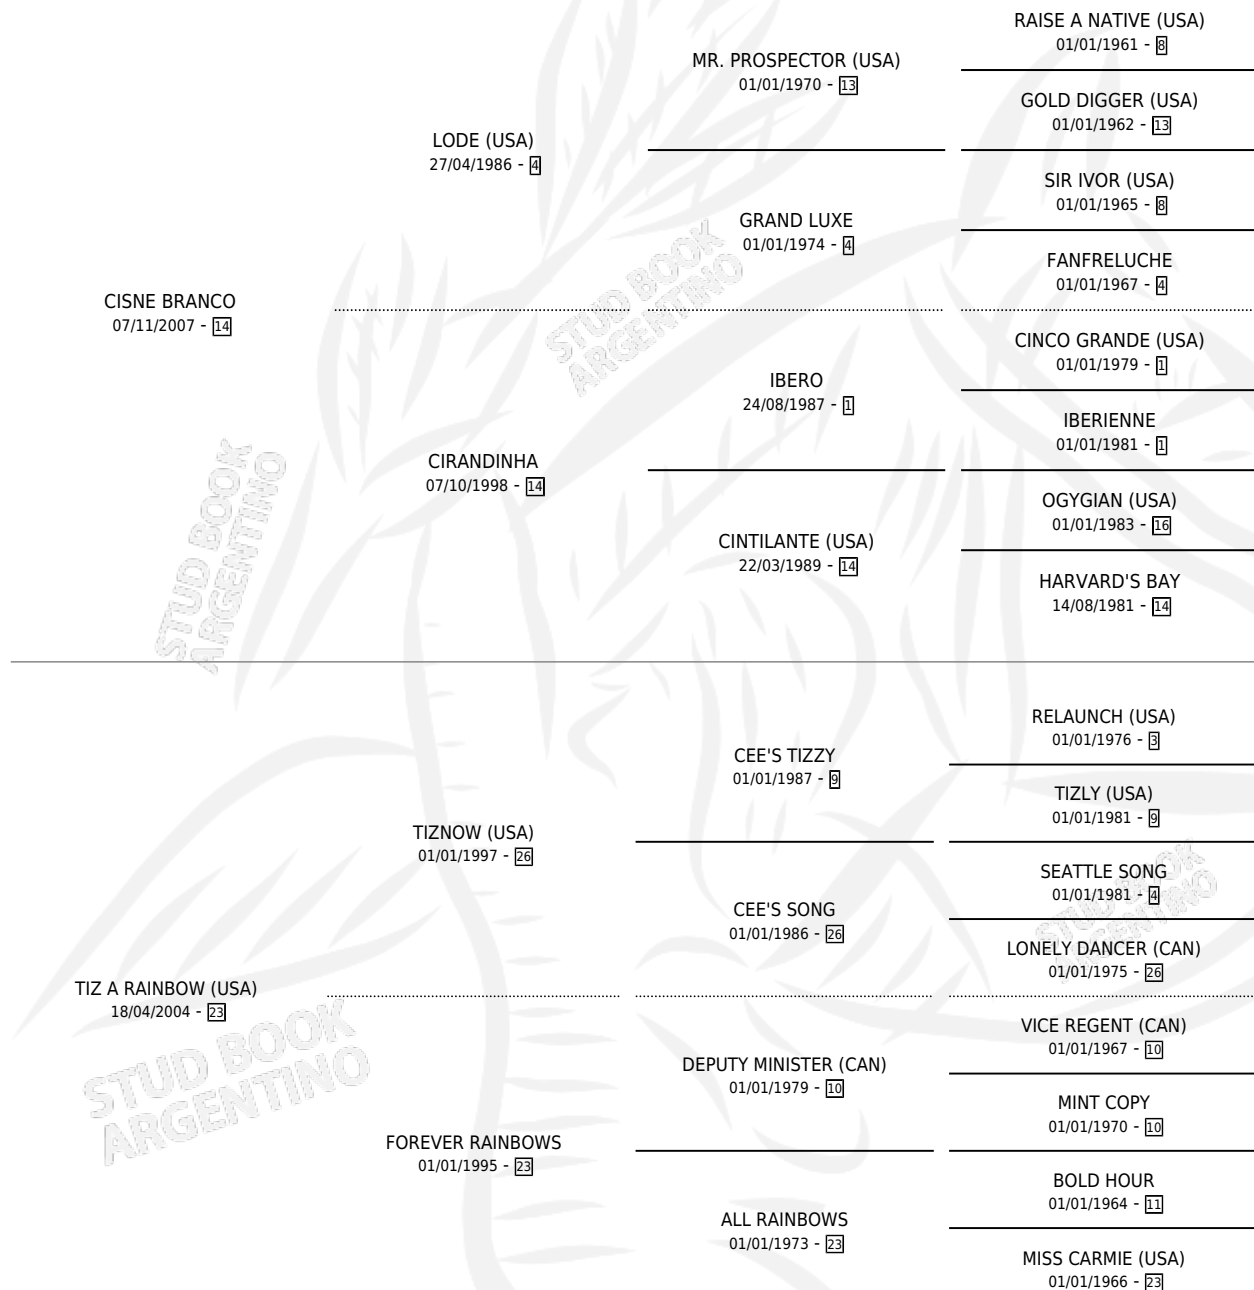 RAISE A NATIVE (USA)
01/01/1961 - 8
MR. PROSPECTOR (USA)
01/01/1970 - 13
GOLD DIGGER (USA)
01/01/1962 - 13
LODE (USA)
27/04/1986 - 4
SIR IVOR (USA)
01/01/1965 - 8
GRAND LUXE
01/01/1974 - 4
FANFRELUCHE
01/01/1967 - 4
CISNE BRANCO
07/11/2007 - 14
CINCO GRANDE (USA)
01/01/1979 - 1
IBERO
24/08/1987 - 1
IBERIENNE
01/01/1981 - 1
CIRANDINHA
07/10/1998 - 14
OGYGIAN (USA)
01/01/1983 - 16
CINTILANTE (USA)
22/03/1989 - 14
HARVARD'S BAY
14/08/1981 - 14
RELAUNCH (USA)
01/01/1976 - 3
CEE'S TIZZY
01/01/1987 - 9
TIZLY (USA)
01/01/1981 - 9
TIZNOW (USA)
01/01/1997 - 26
SEATTLE SONG
01/01/1981 - 4
CEE'S SONG
01/01/1986 - 26
LONELY DANCER (CAN)
01/01/1975 - 26
TIZ A RAINBOW (USA)
18/04/2004 - 23
VICE REGENT (CAN)
01/01/1967 - 10
DEPUTY MINISTER (CAN)
01/01/1979 - 10
MINT COPY
01/01/1970 - 10
FOREVER RAINBOWS
01/01/1995 - 23
BOLD HOUR
01/01/1964 - 11
ALL RAINBOWS
01/01/1973 - 23
MISS CARMIE (USA)
01/01/1966 - 23
STUD BOOK
ARGENTINO
STUD BOOK
ARGENTINO
STUD BOOK
ARGENTINO
STUD BOOK
ARGENTINO